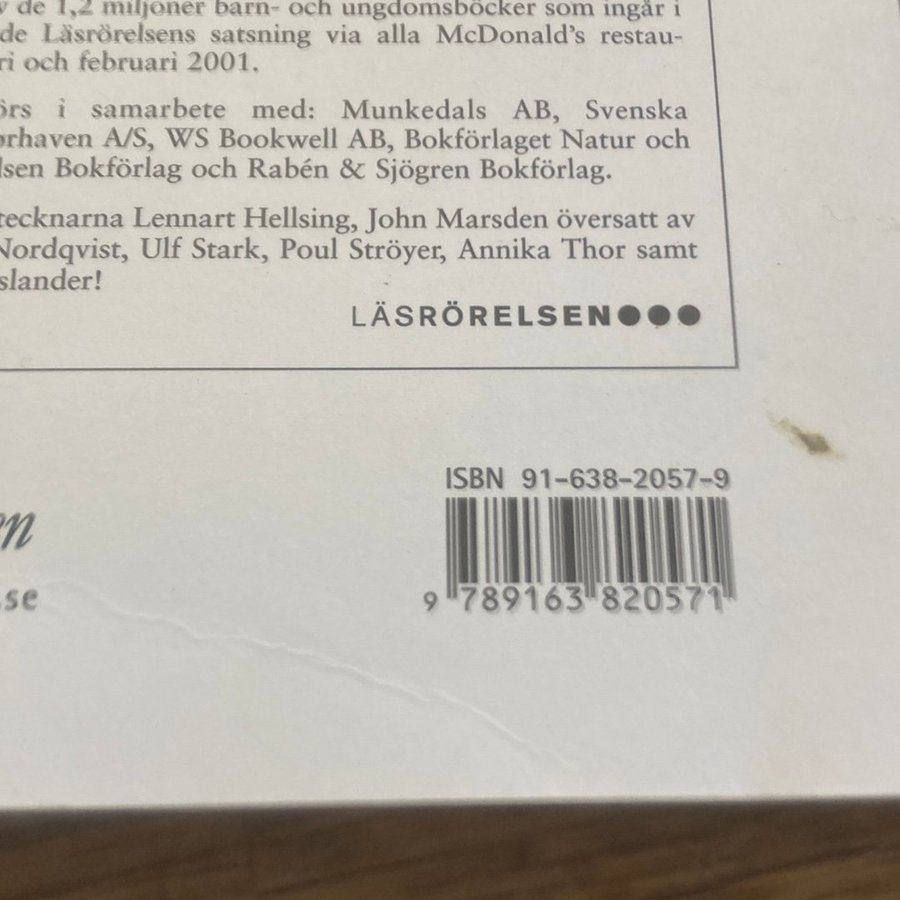 de 1,2 miljoner barn- och ungdomsböcker som ingår i
de Läsrörelsens satsning via alla McDonald's restau-
ri och februari 2001.
örs i samarbete med: Munkedals AB, Svenska
rhaven A/S, WS Bookwell AB, Bokförlaget Natur och
lsen Bokförlag och Rabén & Sjögren Bokförlag.
tecknarna Lennart Hellsing, John Marsden översatt av
Nordqvist, Ulf Stark, Poul Ströyer, Annika Thor samt
slander!
LÄSRÖRELSEN●●●
ISBN 91-638-2057-9
en
.se
9 789163 820571